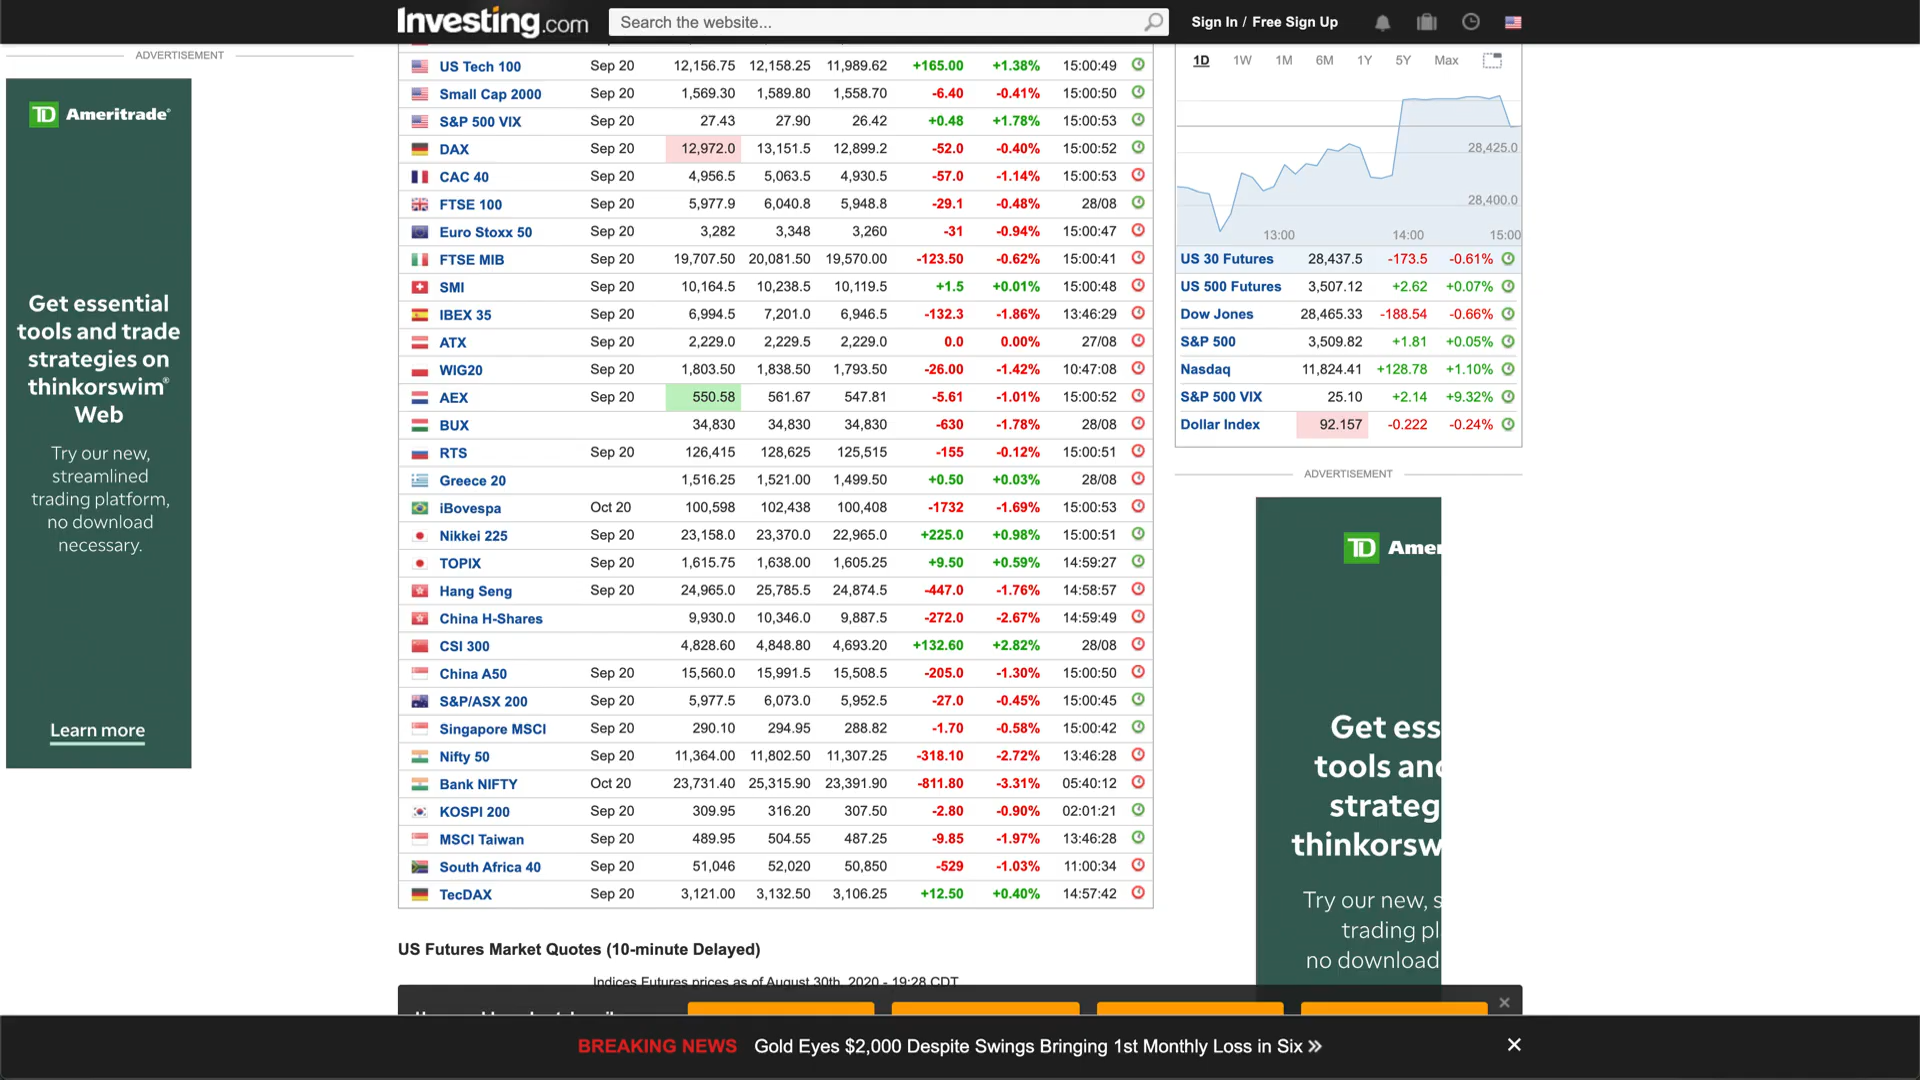 Investing.com
Search the website...
Sign In / Free Sign Up
ADVERTISEMENT
TD Ameritrade®
Get essential
tools and trade
strategies on
thinkorswim®
Web
Try our new,
streamlined
trading platform,
no download
necessary.
Learn more
US Tech 100 Sep 20 12,156.75 12,158.25 11,989.62 +165.00 +1.38% 15:00:49
Small Cap 2000 Sep 20 1,569.30 1,589.80 1,558.70 -6.40 -0.41% 15:00:50
S&P 500 VIX Sep 20 27.43 27.90 26.42 +0.48 +1.78% 15:00:53
DAX Sep 20 12,972.0 13,151.5 12,899.2 -52.0 -0.40% 15:00:52
CAC 40 Sep 20 4,956.5 5,063.5 4,930.5 -57.0 -1.14% 15:00:53
FTSE 100 Sep 20 5,977.9 6,040.8 5,948.8 -29.1 -0.48% 28/08
Euro Stoxx 50 Sep 20 3,282 3,348 3,260 -31 -0.94% 15:00:47
FTSE MIB Sep 20 19,707.50 20,081.50 19,570.00 -123.50 -0.62% 15:00:41
SMI Sep 20 10,164.5 10,238.5 10,119.5 +1.5 +0.01% 15:00:48
IBEX 35 Sep 20 6,994.5 7,201.0 6,946.5 -132.3 -1.86% 13:46:29
ATX Sep 20 2,229.0 2,229.5 2,229.0 0.0 0.00% 27/08
WIG20 Sep 20 1,803.50 1,838.50 1,793.50 -26.00 -1.42% 10:47:08
AEX Sep 20 550.58 561.67 547.81 -5.61 -1.01% 15:00:52
BUX 34,830 34,830 34,830 -630 -1.78% 28/08
RTS Sep 20 126,415 128,625 125,515 -155 -0.12% 15:00:51
Greece 20 1,516.25 1,521.00 1,499.50 +0.50 +0.03% 28/08
iBovespa Oct 20 100,598 102,438 100,408 -1732 -1.69% 15:00:53
Nikkei 225 Sep 20 23,158.0 23,370.0 22,965.0 +225.0 +0.98% 15:00:51
TOPIX Sep 20 1,615.75 1,638.00 1,605.25 +9.50 +0.59% 14:59:27
Hang Seng Sep 20 24,965.0 25,785.5 24,874.5 -447.0 -1.76% 14:58:57
China H-Shares 9,930.0 10,346.0 9,887.5 -272.0 -2.67% 14:59:49
CSI 300 4,828.60 4,848.80 4,693.20 +132.60 +2.82% 28/08
China A50 Sep 20 15,560.0 15,991.5 15,508.5 -205.0 -1.30% 15:00:50
S&P/ASX 200 Sep 20 5,977.5 6,073.0 5,952.5 -27.0 -0.45% 15:00:45
Singapore MSCI Sep 20 290.10 294.95 288.82 -1.70 -0.58% 15:00:42
Nifty 50 Sep 20 11,364.00 11,802.50 11,307.25 -318.10 -2.72% 13:46:28
Bank NIFTY Oct 20 23,731.40 25,315.90 23,391.90 -811.80 -3.31% 05:40:12
KOSPI 200 Sep 20 309.95 316.20 307.50 -2.80 -0.90% 02:01:21
MSCI Taiwan Sep 20 489.95 504.55 487.25 -9.85 -1.97% 13:46:28
South Africa 40 Sep 20 51,046 52,020 50,850 -529 -1.03% 11:00:34
TecDAX Sep 20 3,121.00 3,132.50 3,106.25 +12.50 +0.40% 14:57:42
US Futures Market Quotes (10-minute Delayed)
Indices Futures prices as of August 30th, 2020 - 19:28 CDT
1D 1W 1M 6M 1Y 5Y Max
28,425.0
28,400.0
13:00 14:00 15:00
US 30 Futures 28,437.5 -173.5 -0.61%
US 500 Futures 3,507.12 +2.62 +0.07%
Dow Jones 28,465.33 -188.54 -0.66%
S&P 500 3,509.82 +1.81 +0.05%
Nasdaq 11,824.41 +128.78 +1.10%
S&P 500 VIX 25.10 +2.14 +9.32%
Dollar Index 92.157 -0.222 -0.24%
ADVERTISEMENT
TD Amer
Get ess
tools and
strateg
thinkorsw
Try our new, s
trading pl
no download
BREAKING NEWS Gold Eyes $2,000 Despite Swings Bringing 1st Monthly Loss in Six »